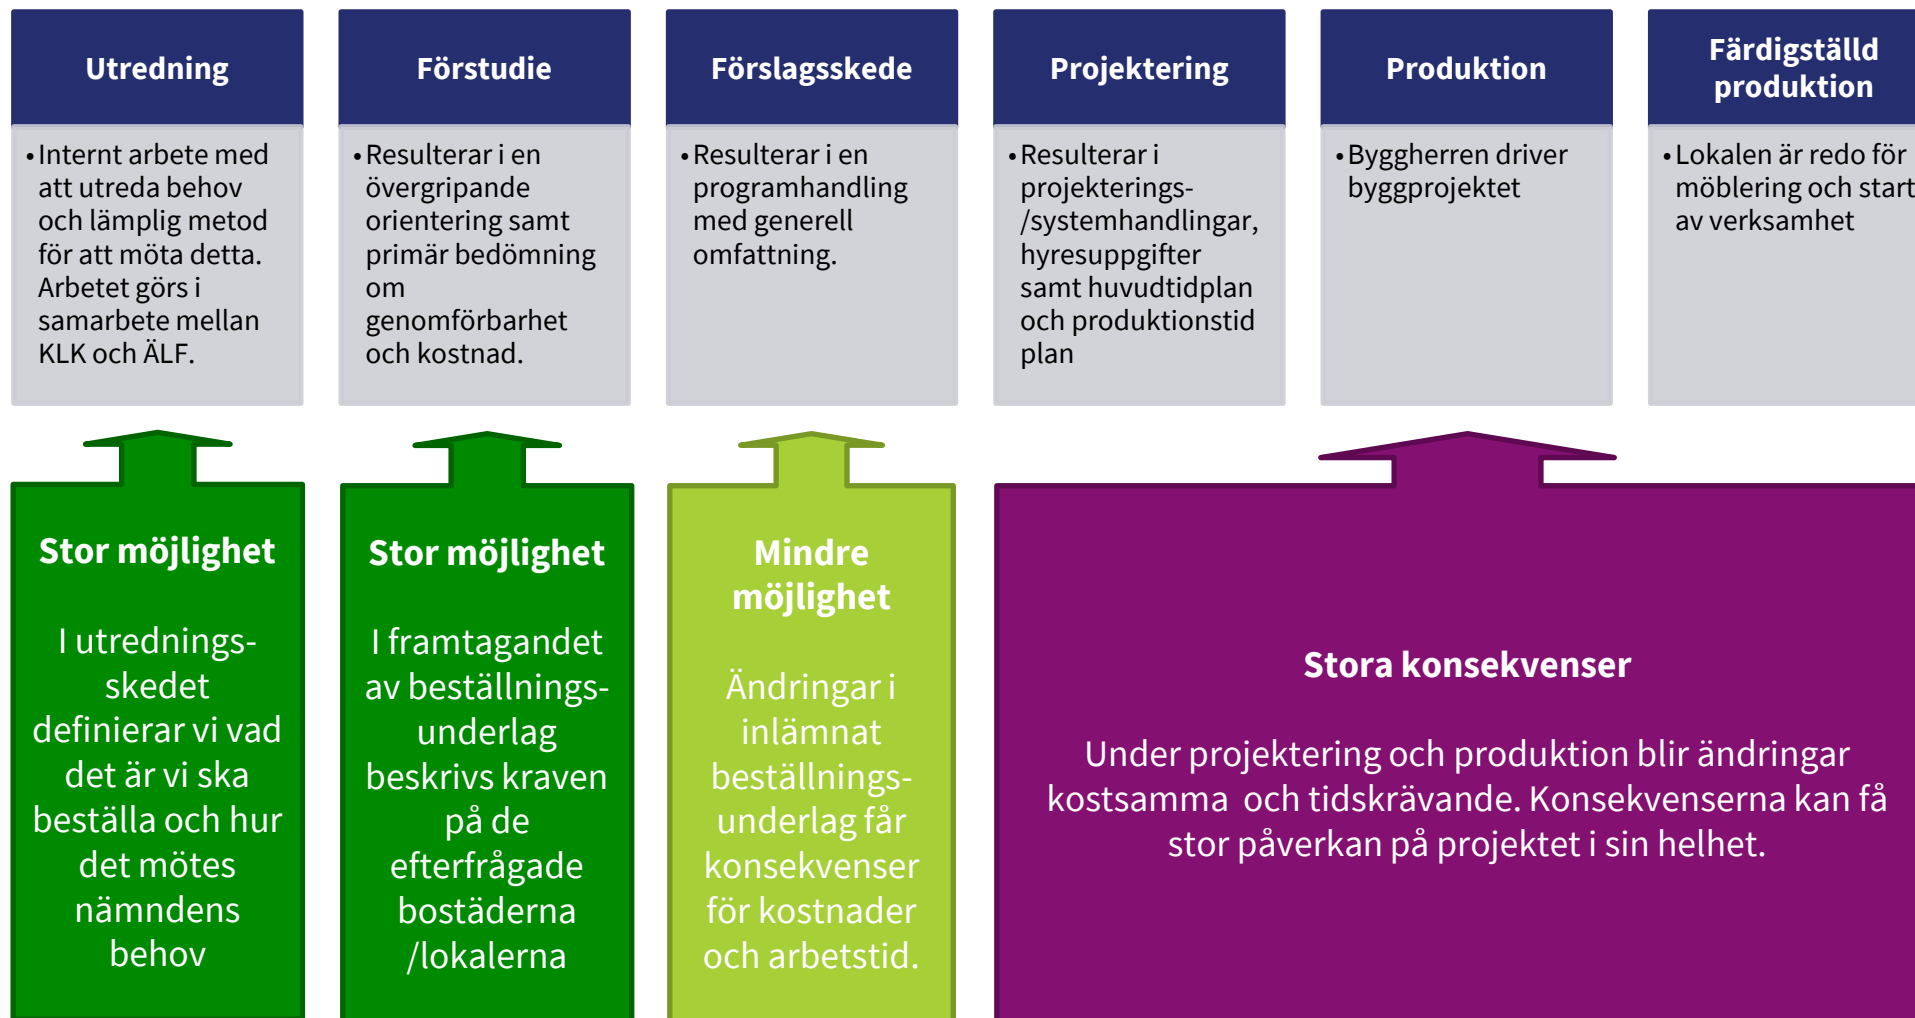 Utredning
• Internt arbete med
att utreda behov
och lämplig metod
för att möta detta.
Arbetet görs i
samarbete mellan
KLK och ÄLF.
Förstudie
• Resulterar i en
övergripande
orientering samt
primär bedömning
om
genomförbarhet
och kostnad.
Förslagsskede
• Resulterar i en
programhandling
med generell
omfattning.
Projektering
• Resulterar i
projekterings-
/systemhandlingar,
hyresuppgifter
samt huvudtidplan
och produktionstid
plan
Produktion
• Byggherren driver
byggprojektet
Färdigställd
produktion
• Lokalen är redo för
möblering och start
av verksamhet
Stor möjlighet
I utrednings-
skedet
definierar vi vad
det är vi ska
beställa och hur
det mötes
nämndens
behov
Stor möjlighet
I framtagandet
av beställnings-
underlag
beskrivs kraven
på de
efterfrågade
bostäderna
/lokalerna
Mindre
möjlighet
Ändringar i
inlämnat
beställnings-
underlag får
konsekvenser
för kostnader
och arbetstid.
Stora konsekvenser
Under projektering och produktion blir ändringar
kostsamma  och tidskrävande. Konsekvenserna kan få
stor påverkan på projektet i sin helhet.